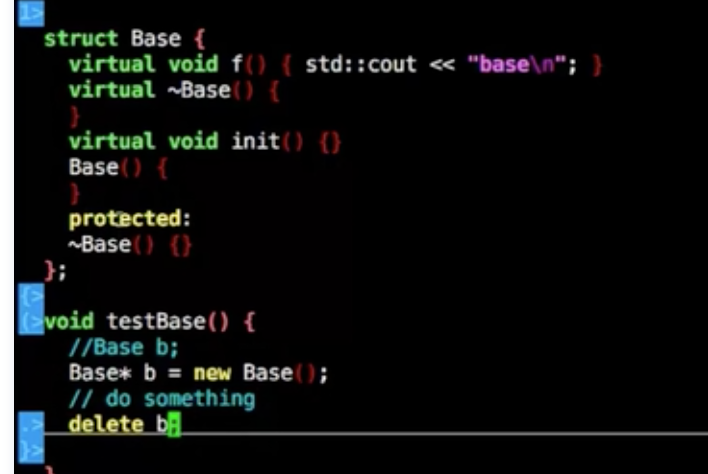 1>
struct Base {
virtual void f() { std::cout << "base\n"; }
virtual ~Base() {
}
virtual void init() {}
Base() {
}
protected:
~Base() {}
};
{>
(>void testBase() {
//Base b;
Base* b = new Base();
// do something
.> delete b;
}>
}